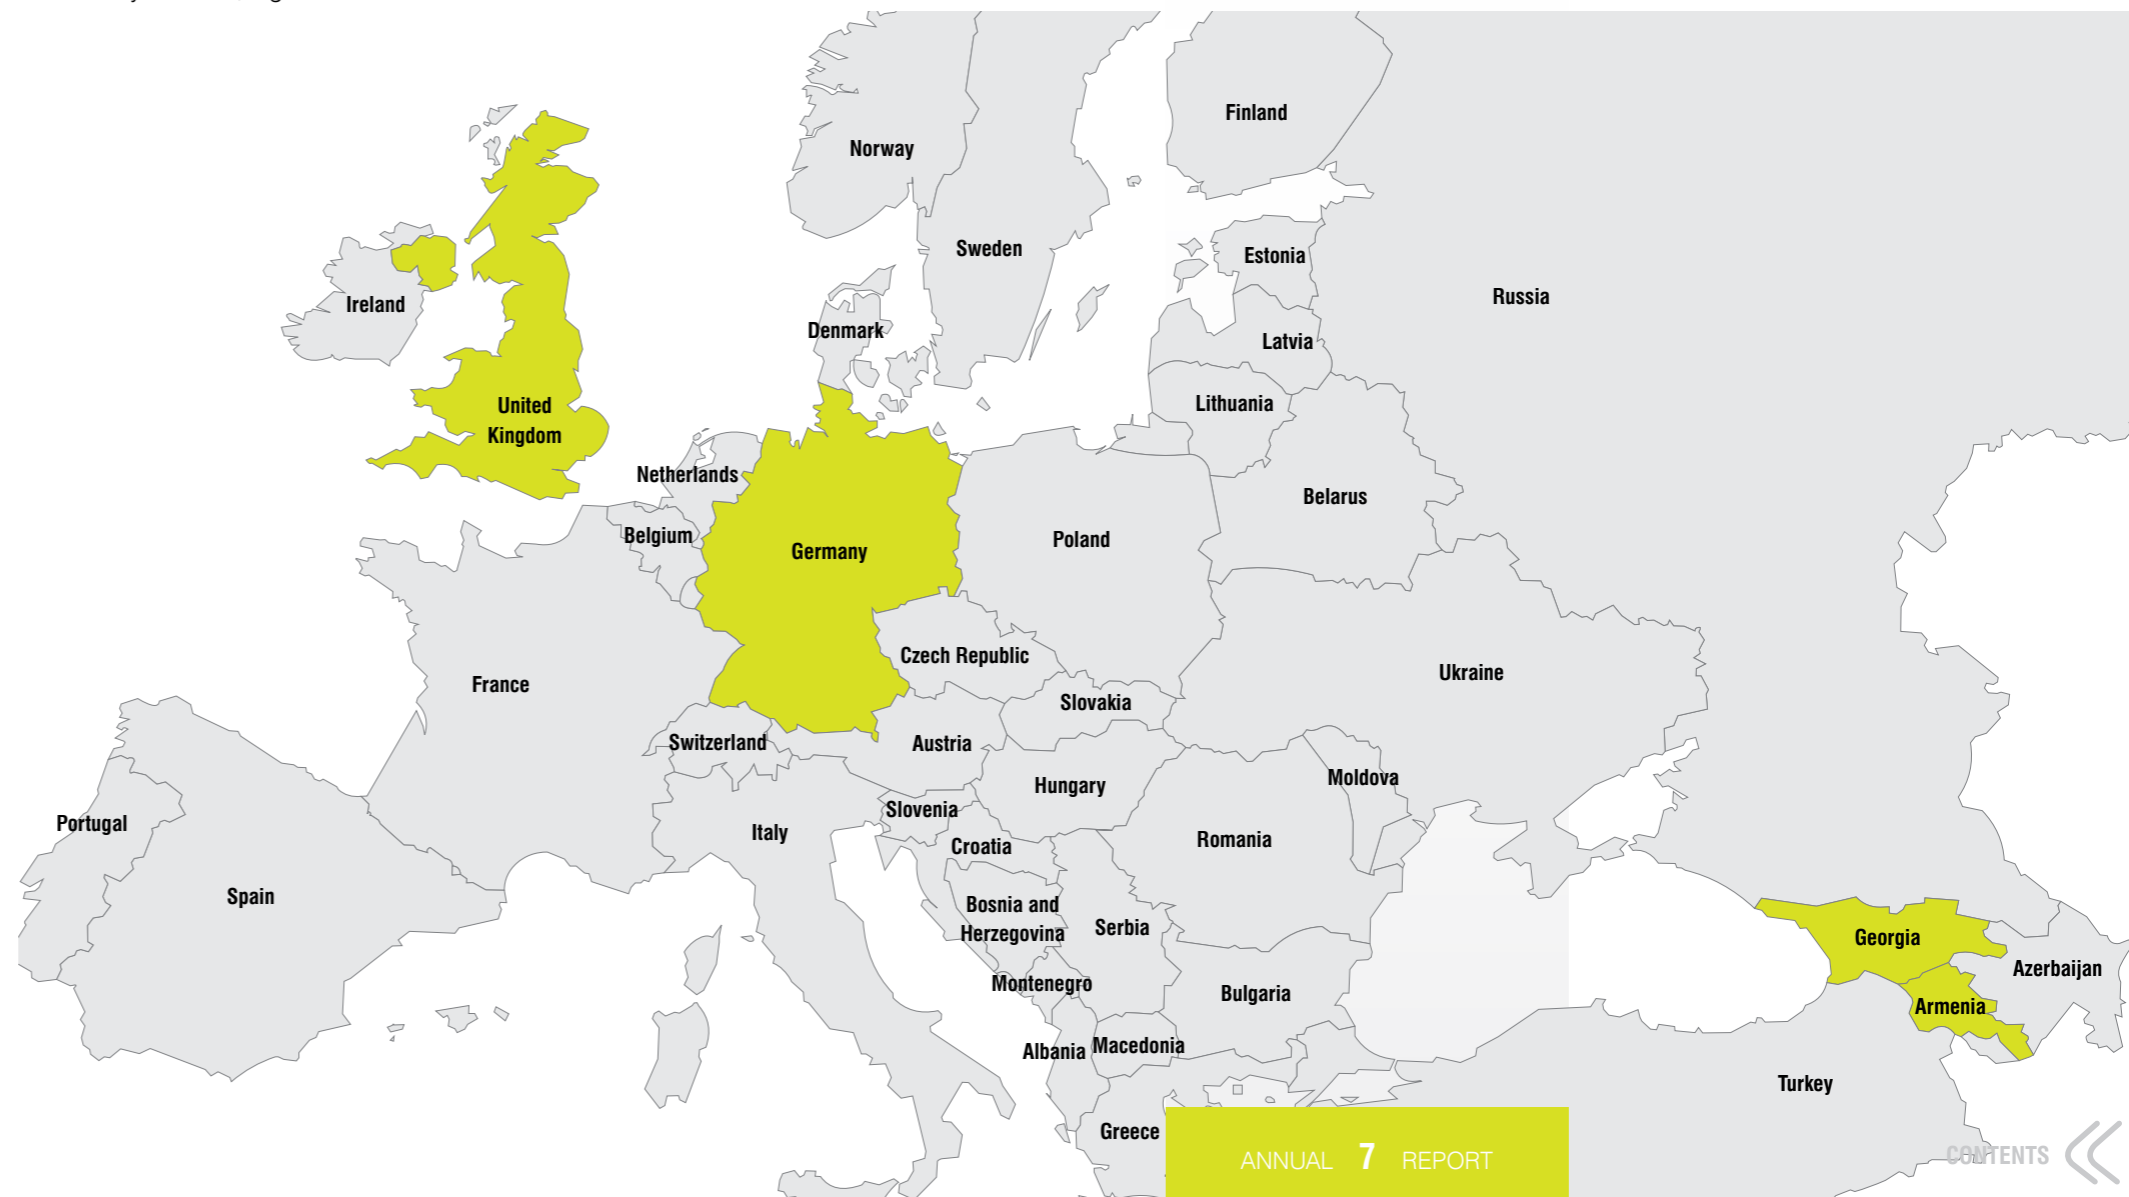 Finland
Norway
Sweden
Estonia
Russia
Ireland
Denmark
Latvia
United
Kingdom
Lithuania
Netherlands
Belarus
Belgium
Germany
Poland
Czech Republic
Ukraine
France
Slovakia
Switzerland
Austria
Moldova
Hungary
Slovenia
Portugal
Italy
Romania
Croatia
Spain
Bosnia and
Herzegovina
Serbia
Georgia
Azerbaijan
Montenegro
Bulgaria
Armenia
Albania
Macedonia
Turkey
Greece
ANNUAL 7 REPORT
CONTENTS